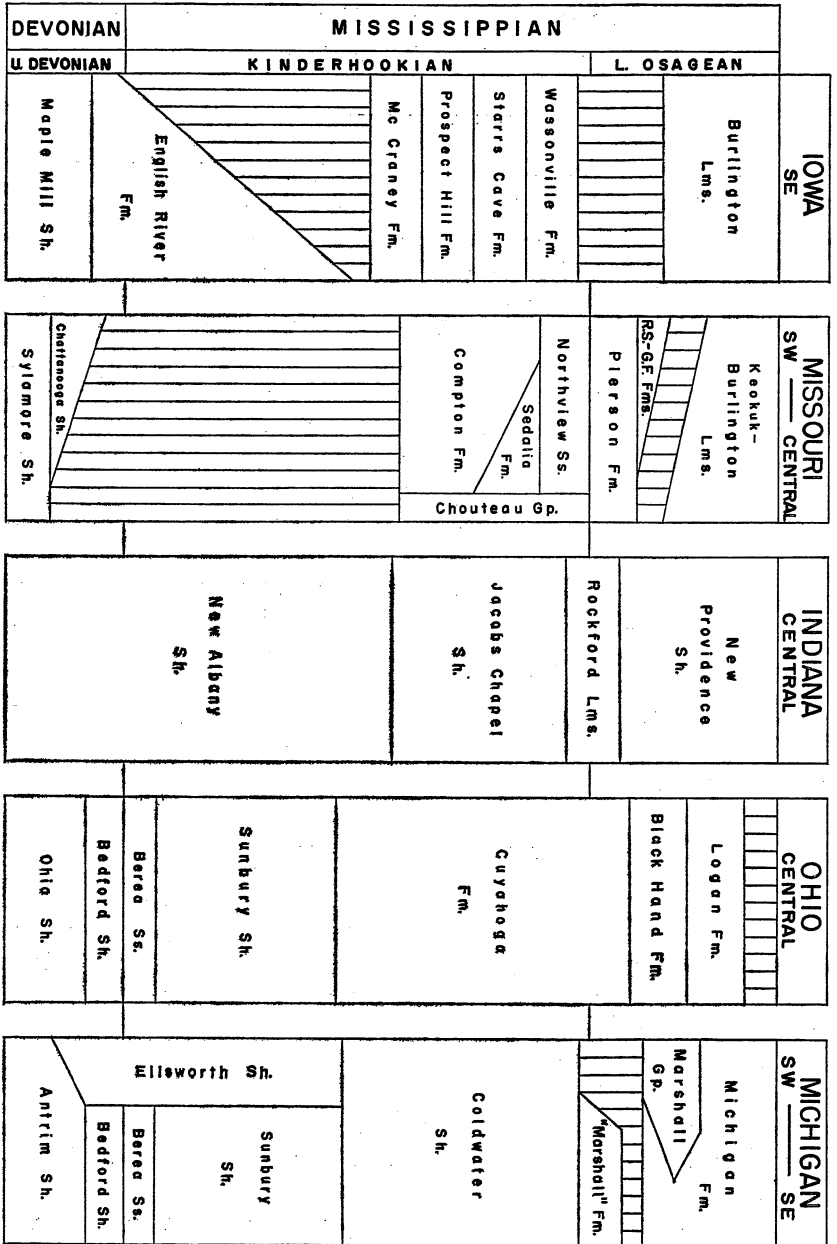 DEVONIAN
MISSISSIPPIAN
U. DEVONIAN
KINDERHOOKIAN
L. OSAGEAN
IOWA
SE
Burlington
Lms.
Wassonville Fm.
Starrs Cave Fm.
Prospect Hill Fm.
Mc Craney Fm.
English River
Fm.
Maple Mill Sh.
MISSOURI
SW — CENTRAL
Keokuk-
Burlington
Lms.
R.S.-G.F. Fms.
Pierson Fm.
Northview Ss.
Sedalia
Fm.
Compton Fm.
Chouteau Gp.
Chattanooga Sh.
Sylamore Sh.
INDIANA
CENTRAL
New
Providence
Sh.
Rockford Lms.
Jacobs Chapel
Sh.
New Albany
Sh.
OHIO
CENTRAL
Logan Fm.
Black Hand Fm.
Cuyahoga
Fm.
Sunbury Sh.
Berea Ss.
Bedford Sh.
Ohio Sh.
MICHIGAN
SW — SE
Michigan
Fm.
Marshall
Gp.
"Marshall" Fm.
Coldwater
Sh.
Ellsworth Sh.
Sunbury
Sh.
Berea Ss.
Bedford Sh.
Antrim Sh.